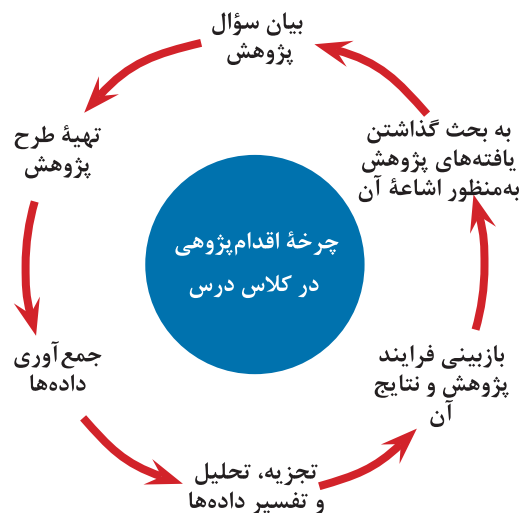 بیان سؤال
پژوهش
تهیهٔ طرح
پژوهش
جمع‌آوری
داده‌ها
تجزیه، تحلیل
و تفسیر داده‌ها
بازبینی فرایند
پژوهش و نتایج
آن
به بحث گذاشتن
یافته‌های پژوهش
به‌منظور اشاعهٔ آن
چرخهٔ اقدام‌پژوهی
در کلاس درس